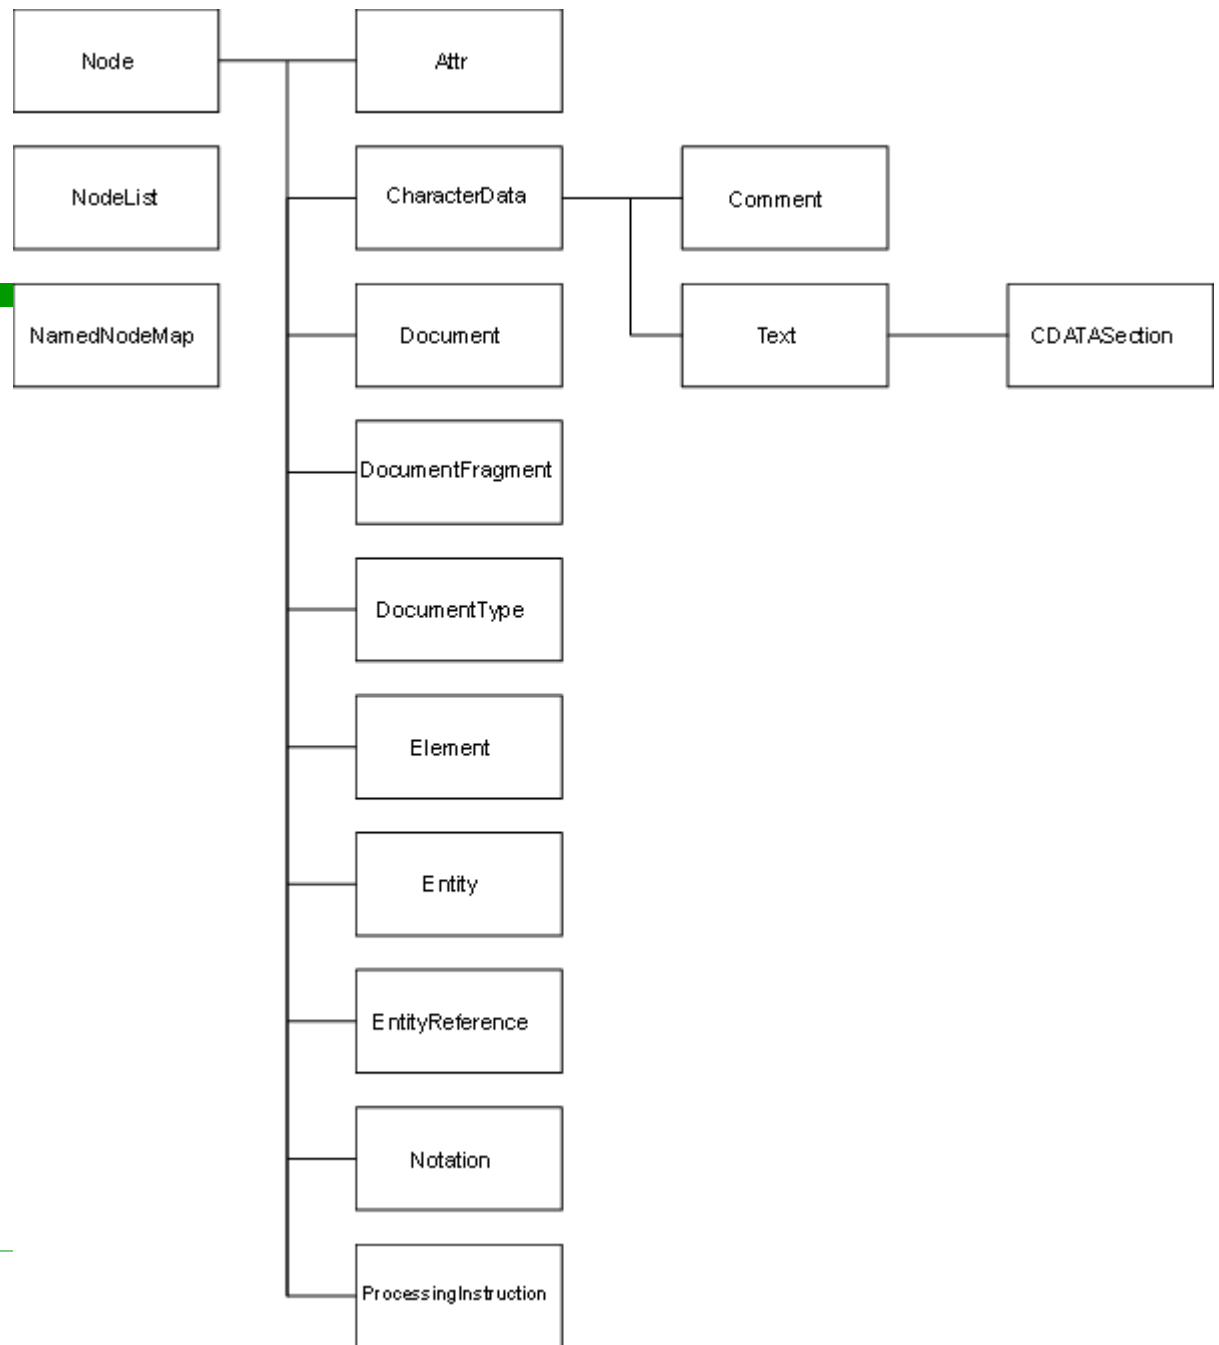 Node
Attr
NodeList
CharacterData
Comment
NamedNodeMap
Document
Text
CDATASection
DocumentFragment
DocumentType
Element
Entity
EntityReference
Notation
ProcessingInstruction